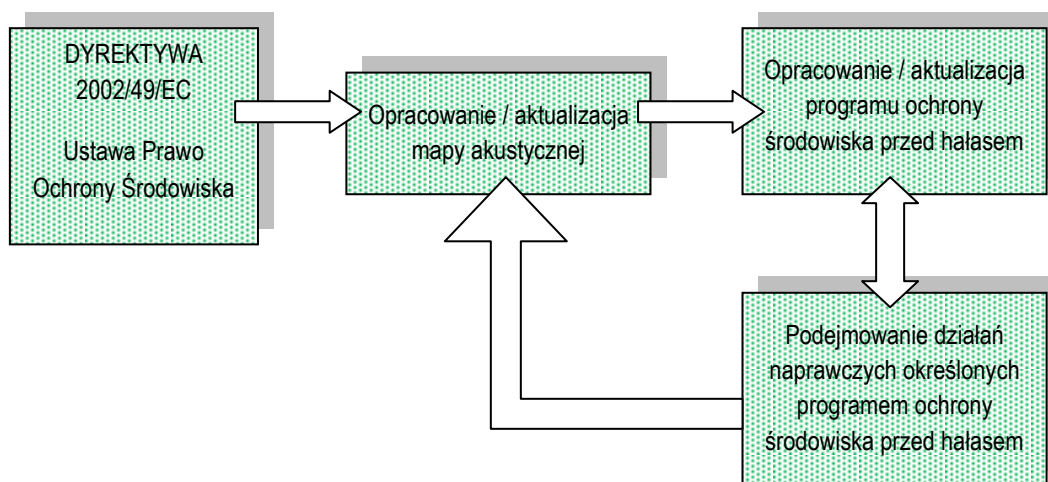 DYREKTYWA
2002/49/EC
Ustawa Prawo
Ochrony Środowiska
Opracowanie / aktualizacja
mapy akustycznej
Opracowanie / aktualizacja
programu ochrony
środowiska przed hałasem
Podejmowanie działań
naprawczych określonych
programem ochrony
środowiska przed hałasem